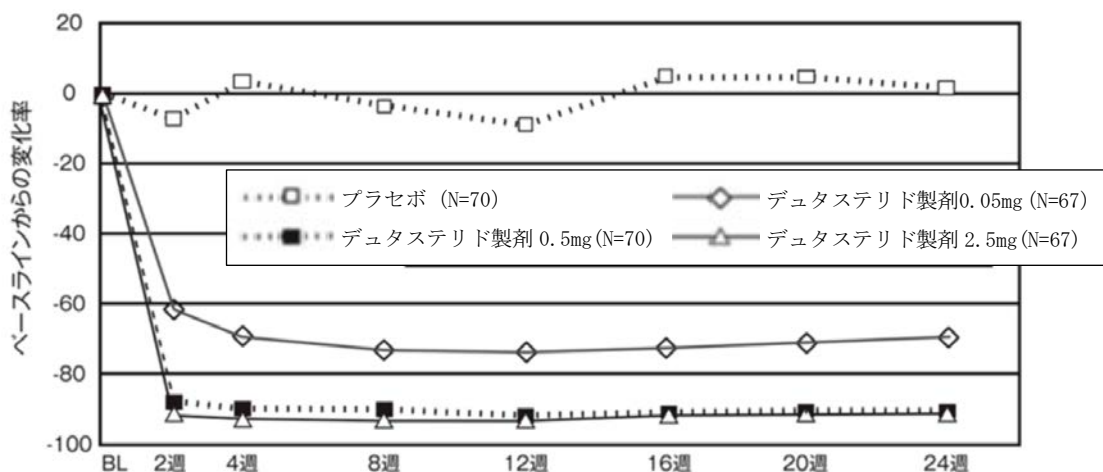 20
0
-20
-40
-60
-80
-100
ベースラインからの変化率
プラセボ (N=70)
デュタステリド製剤0.05mg (N=67)
デュタステリド製剤 0.5mg(N=70)
デュタステリド製剤 2.5mg(N=67)
BL 2週 4週 8週 12週 16週 20週 24週